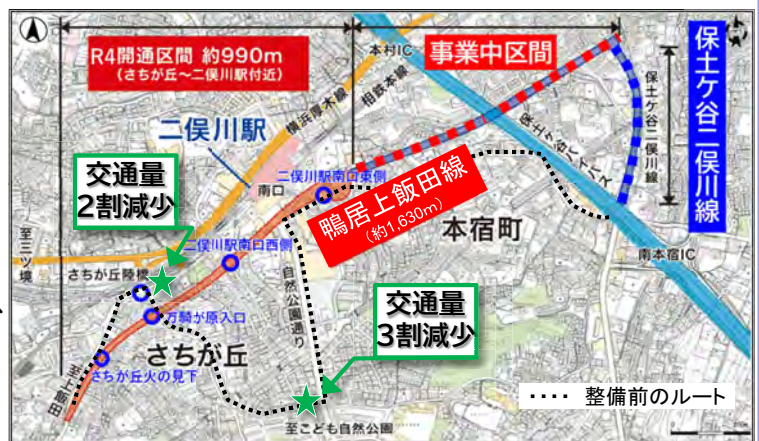 R4開通区間 約990m
(さちが丘～二俣川駅付近)
事業中区間
本村IC
保土ケ谷二俣川線
保土ケ谷二俣川線
横浜厚木線
相鉄本線
二俣川駅
保土ケ谷バイパス
交通量
2割減少
南口
二俣川駅南口東側
鴨居上飯田線
(約1,630m)
本宿町
至三ツ境
二俣川駅南口西側
南本宿IC
さちが丘陸橋
自然公園通り
万騎が原入口
交通量
3割減少
さちが丘
さちが丘火の見下
至上飯田
至こども自然公園
整備前のルート